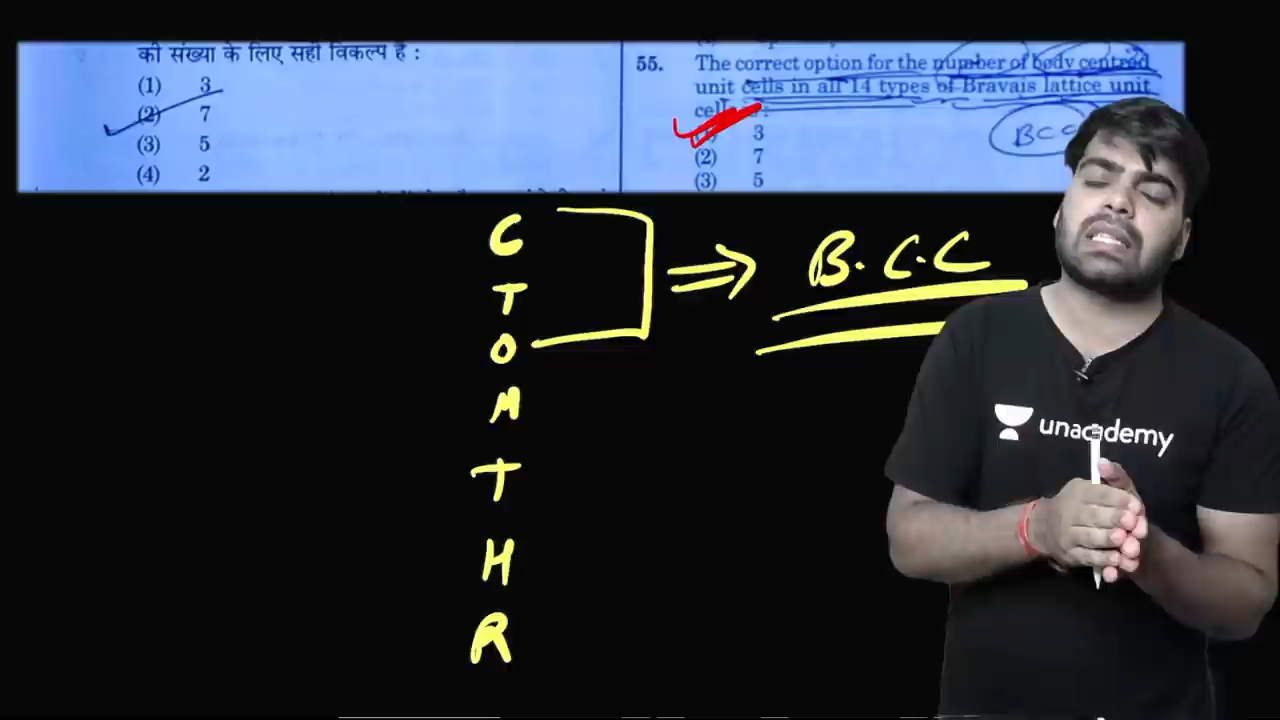 की संख्या के लिए सही विकल्प है :
(1) 3
(2) 7
(3) 5
(4) 2
55. The correct option for the number of body centred
unit cells in all 14 types of Bravais lattice unit
3
(2) 7
(3) 5
BCC
C
T
O
M
T
H
R
⇒ B.C.C
unacademy